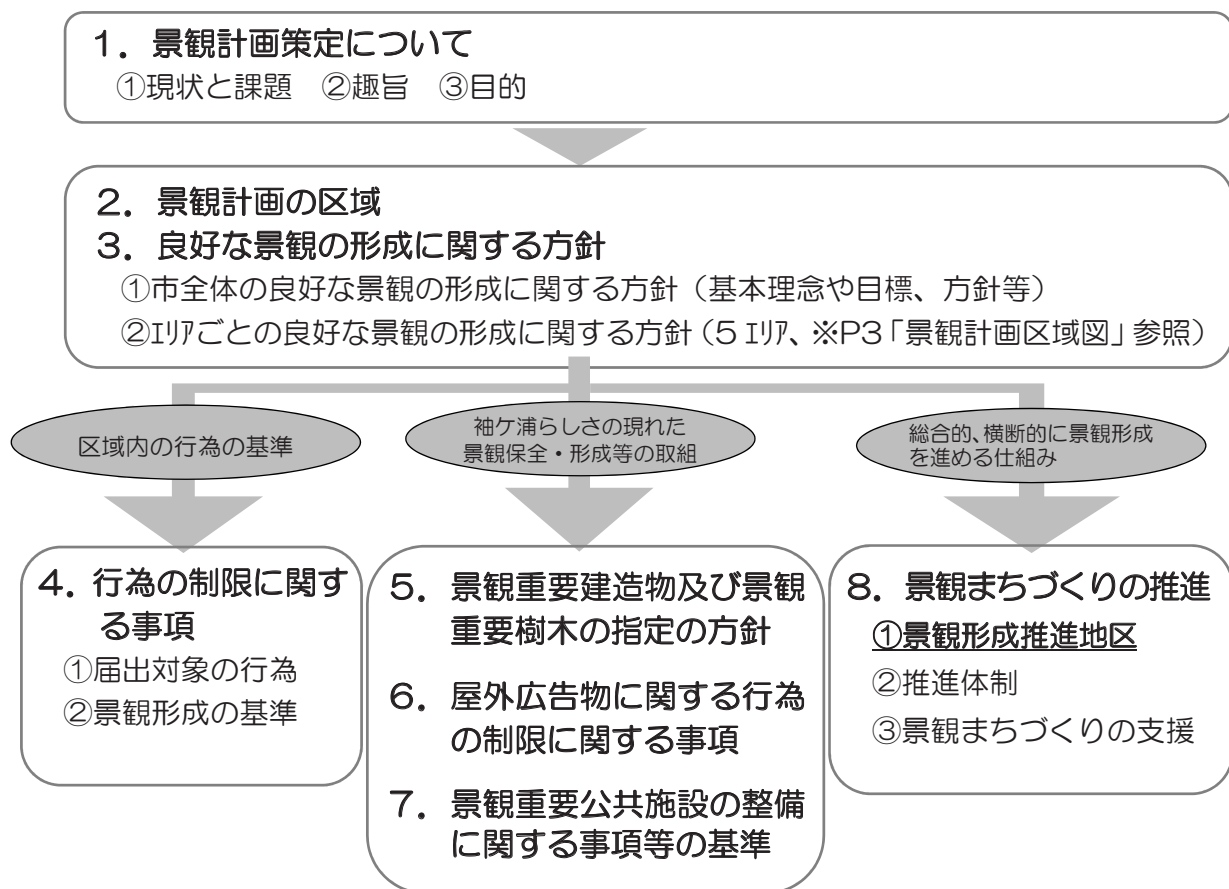 1．景観計画策定について
①現状と課題　②趣旨　③目的
2．景観計画の区域
3．良好な景観の形成に関する方針
①市全体の良好な景観の形成に関する方針（基本理念や目標、方針等）
②ｴﾘｱごとの良好な景観の形成に関する方針（5 ｴﾘｱ、※P3「景観計画区域図」参照）
区域内の行為の基準
袖ケ浦らしさの現れた
景観保全・形成等の取組
総合的、横断的に景観形成
を進める仕組み
4．行為の制限に関す
る事項
①届出対象の行為
②景観形成の基準
5．景観重要建造物及び景観
重要樹木の指定の方針
6．屋外広告物に関する行為
の制限に関する事項
7．景観重要公共施設の整備
に関する事項等の基準
8．景観まちづくりの推進
①景観形成推進地区
②推進体制
③景観まちづくりの支援